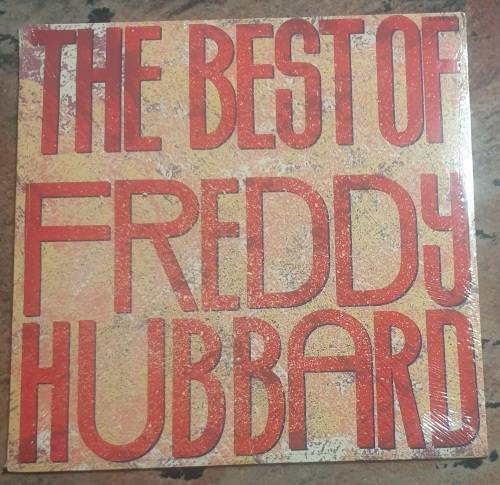 THE BEST OF
FREDDY
HUBBARD